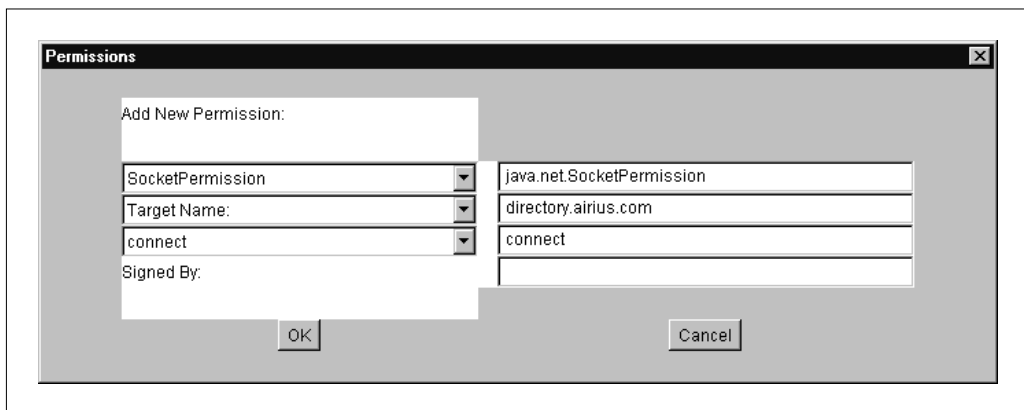 Permissions
Add New Permission:
SocketPermission java.net.SocketPermission
Target Name: directory.airius.com
connect connect
Signed By:
OK Cancel